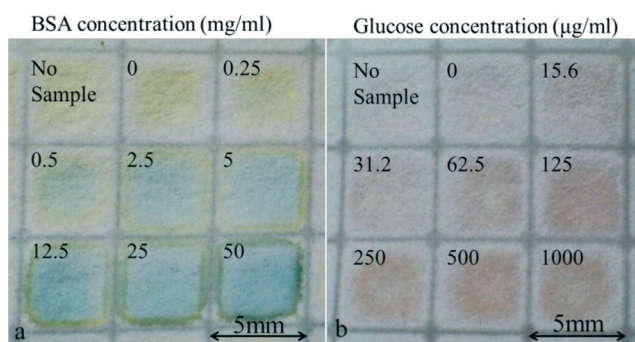 BSA concentration (mg/ml)
No Sample
0
0.25
0.5
2.5
5
12.5
25
50
a
5mm
Glucose concentration (μg/ml)
No Sample
0
15.6
31.2
62.5
125
250
500
1000
b
5mm